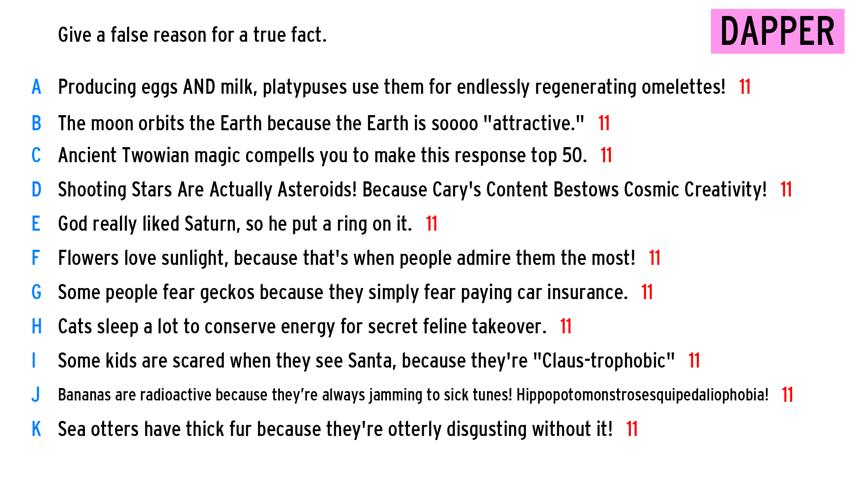 Give a false reason for a true fact.
DAPPER
A Producing eggs AND milk, platypuses use them for endlessly regenerating omelettes! 11
B The moon orbits the Earth because the Earth is soooo "attractive." 11
C Ancient Twowian magic compells you to make this response top 50. 11
D Shooting Stars Are Actually Asteroids! Because Cary's Content Bestows Cosmic Creativity! 11
E God really liked Saturn, so he put a ring on it. 11
F Flowers love sunlight, because that's when people admire them the most! 11
G Some people fear geckos because they simply fear paying car insurance. 11
H Cats sleep a lot to conserve energy for secret feline takeover. 11
I Some kids are scared when they see Santa, because they're "Claus-trophobic" 11
J Bananas are radioactive because they’re always jamming to sick tunes! Hippopotomonstrosesquipedaliophobia! 11
K Sea otters have thick fur because they're otterly disgusting without it! 11